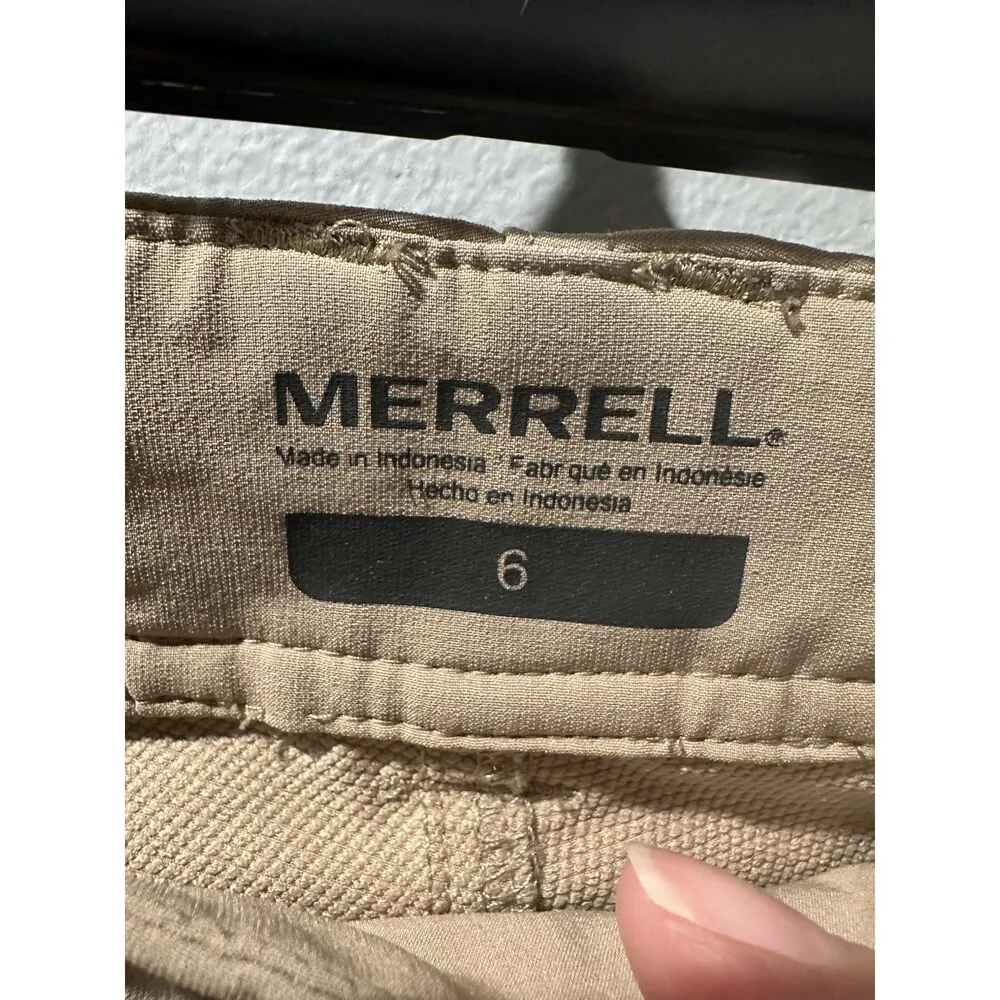 MERRELL®
Made in Indonesia · Fabriqué en Indonésie
Hecho en Indonesia
6